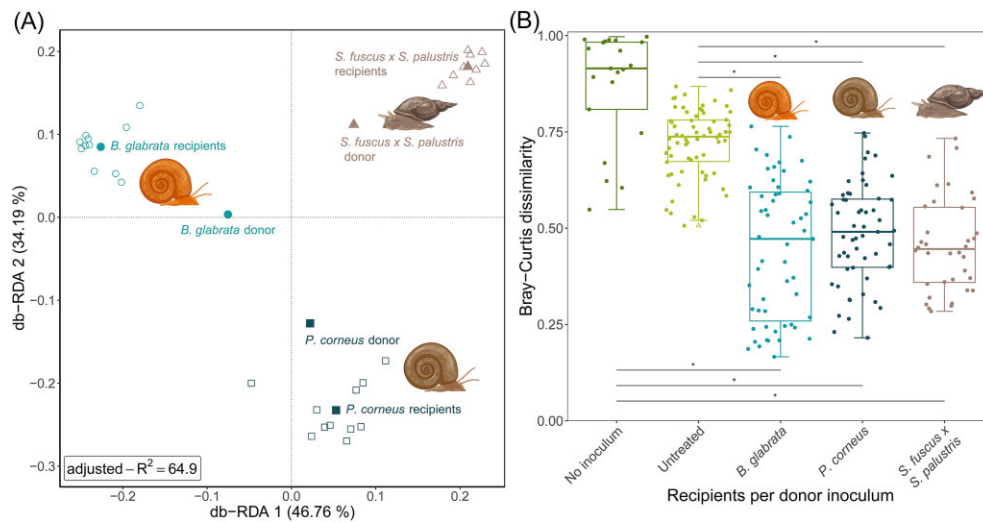 (A)
0.2
0.1
0.0
−0.1
−0.2
−0.3
db-RDA 2 (34.19 %)
S. fuscus x S. palustris
recipients
S. fuscus x S. palustris
donor
B. glabrata recipients
B. glabrata donor
P. corneus donor
P. corneus recipients
adjusted – R² = 64.9
−0.2
−0.1
0.0
0.1
0.2
db-RDA 1 (46.76 %)
(B)
1.00
0.75
0.50
0.25
0.00
Bray−Curtis dissimilarity
*
*
*
*
*
*
No inoculum
Untreated
B. glabrata
P. corneus
S. fuscus x
S. palustris
Recipients per donor inoculum